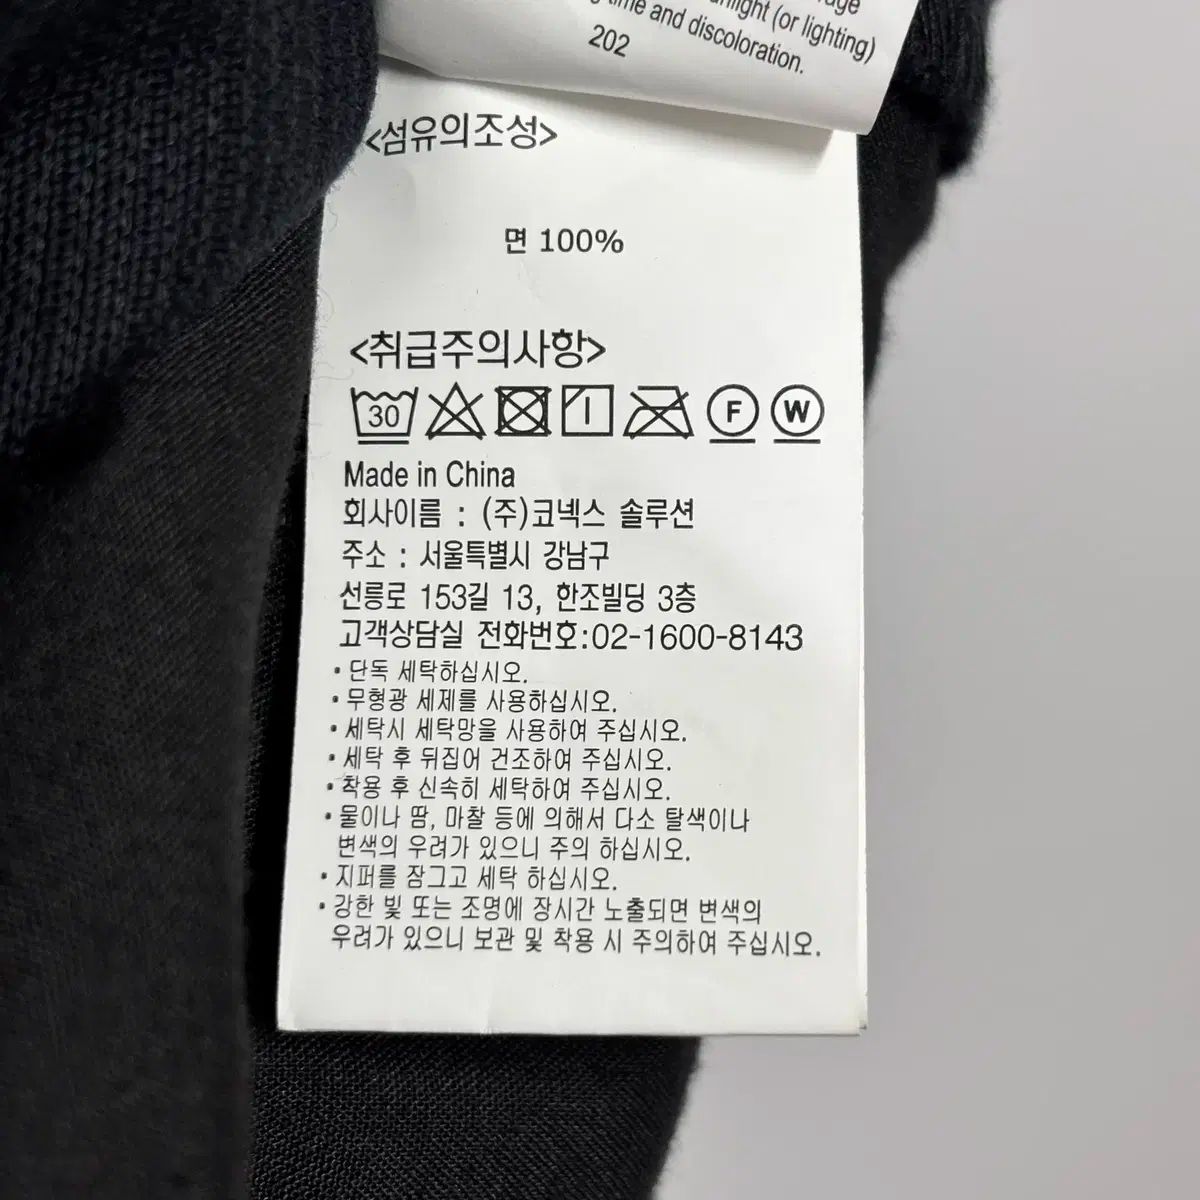 (or lighting)
time and discoloration.
202
<섬유의조성>
면 100%
<취급주의사항>
30 F W
Made in China
회사이름 : (주)코넥스 솔루션
주소 : 서울특별시 강남구
선릉로 153길 13, 한조빌딩 3층
고객상담실 전화번호:02-1600-8143
• 단독 세탁하십시오.
• 무형광 세제를 사용하십시오.
• 세탁시 세탁망을 사용하여 주십시오.
• 세탁 후 뒤집어 건조하여 주십시오.
• 착용 후 신속히 세탁하여 주십시오.
• 물이나 땀, 마찰 등에 의해서 다소 탈색이나
변색의 우려가 있으니 주의 하십시오.
• 지퍼를 잠그고 세탁 하십시오.
• 강한 빛 또는 조명에 장시간 노출되면 변색의
우려가 있으니 보관 및 착용 시 주의하여 주십시오.